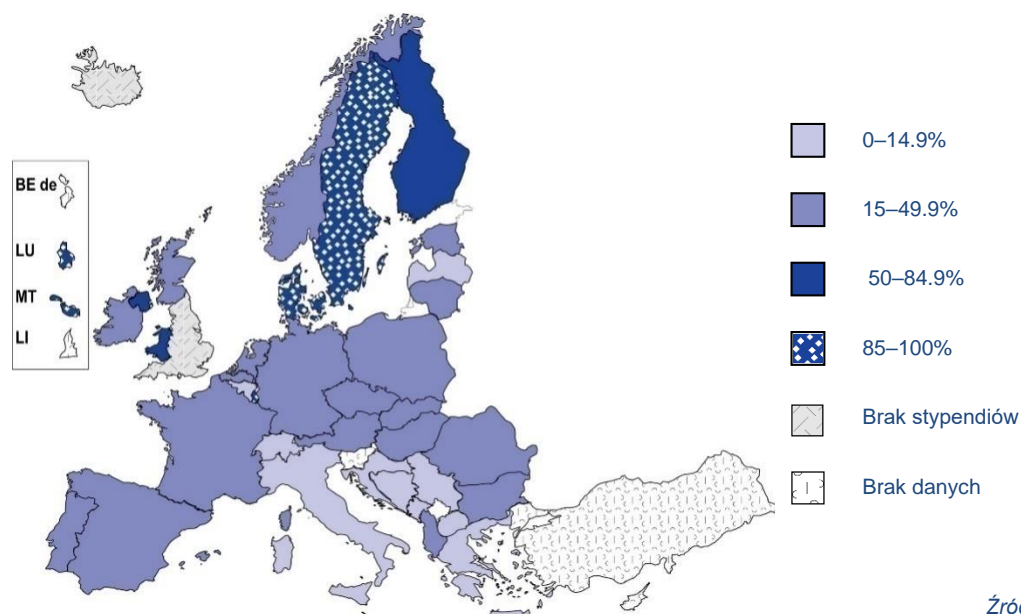 BE de
LU
MT
LI
0–14.9%
15–49.9%
50–84.9%
85–100%
Brak stypendiów
Brak danych